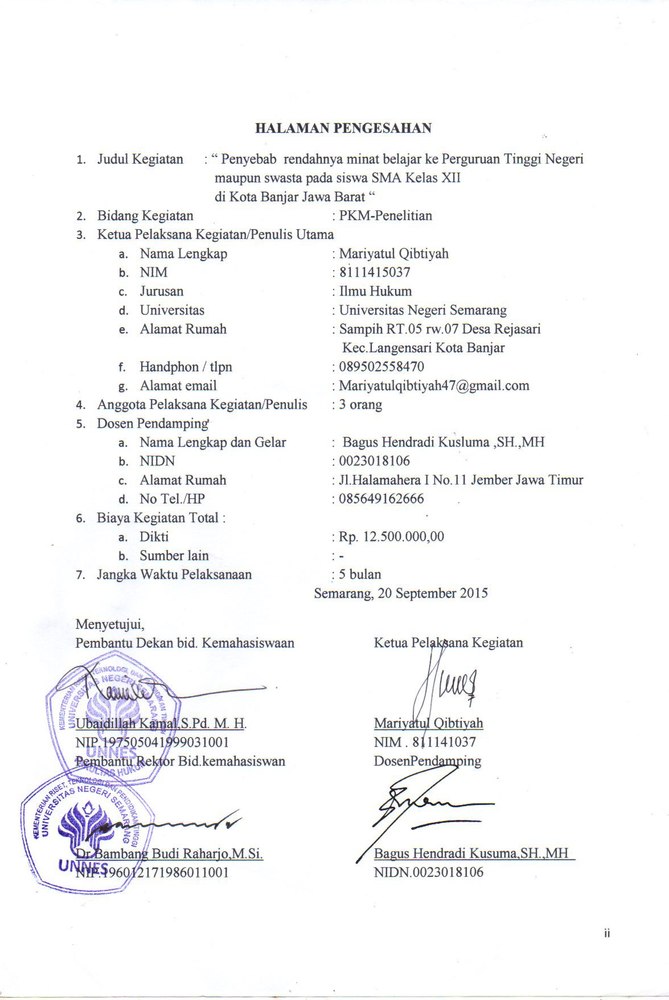 HALAMAN PENGESAHAN
1. Judul Kegiatan : “ Penyebab rendahnya minat belajar ke Perguruan Tinggi Negeri
maupun swasta pada siswa SMA Kelas XII
di Kota Banjar Jawa Barat “
2. Bidang Kegiatan : PKM-Penelitian
3. Ketua Pelaksana Kegiatan/Penulis Utama
a. Nama Lengkap : Mariyatul Qibtiyah
b. NIM : 8111415037
c. Jurusan : Ilmu Hukum
d. Universitas : Universitas Negeri Semarang
e. Alamat Rumah : Sampih RT.05 rw.07 Desa Rejasari
Kec.Langensari Kota Banjar
f. Handphon / tlpn : 089502558470
g. Alamat email : Mariyatulqibtiyah47@gmail.com
4. Anggota Pelaksana Kegiatan/Penulis : 3 orang
5. Dosen Pendamping
a. Nama Lengkap dan Gelar : Bagus Hendradi Kusluma ,SH.,MH
b. NIDN : 0023018106
c. Alamat Rumah : Jl.Halamahera I No.11 Jember Jawa Timur
d. No Tel./HP : 085649162666
6. Biaya Kegiatan Total :
a. Dikti : Rp. 12.500.000,00
b. Sumber lain : -
7. Jangka Waktu Pelaksanaan : 5 bulan
Semarang, 20 September 2015
Menyetujui,
Pembantu Dekan bid. Kemahasiswaan Ketua Pelaksana Kegiatan
KEMENTERIAN RISET, TEKNOLOGI DAN PENDIDIKAN TINGGI
UNIVERSITAS NEGERI SEMARANG
Ubaidillah Kamal,S.Pd. M. H. Mariyatul Qibtiyah
NIP.197505041999031001 NIM . 811141037
UNNES
Pembantu Rektor Bid.kemahasiswan DosenPendamping
FAKULTAS HUKUM
KEMENTERIAN RISET, TEKNOLOGI DAN PENDIDIKAN TINGGI
UNIVERSITAS NEGERI SEMARANG
Dr.Bambang Budi Raharjo,M.Si. Bagus Hendradi Kusuma,SH.,MH
UNNES
NIP.196012171986011001 NIDN.0023018106
ii